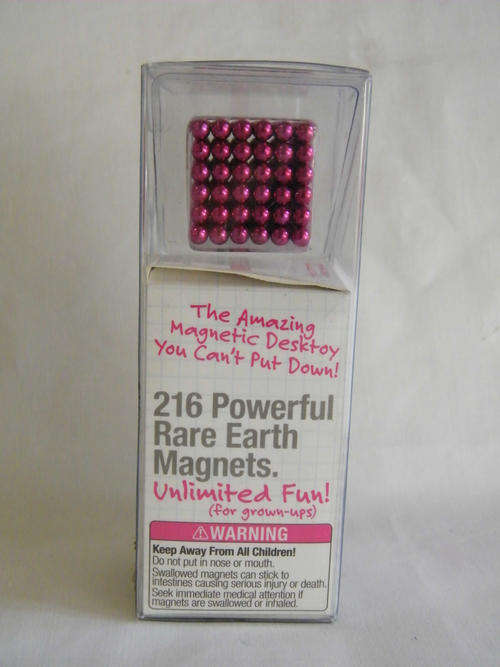 The Amazing
Magnetic Desktoy
You Can't Put Down!
216 Powerful
Rare Earth
Magnets.
Unlimited Fun!
(for grown-ups)
WARNING
Keep Away From All Children!
Do not put in nose or mouth.
Swallowed magnets can stick to
intestines causing serious injury or death.
Seek immediate medical attention if
magnets are swallowed or inhaled.